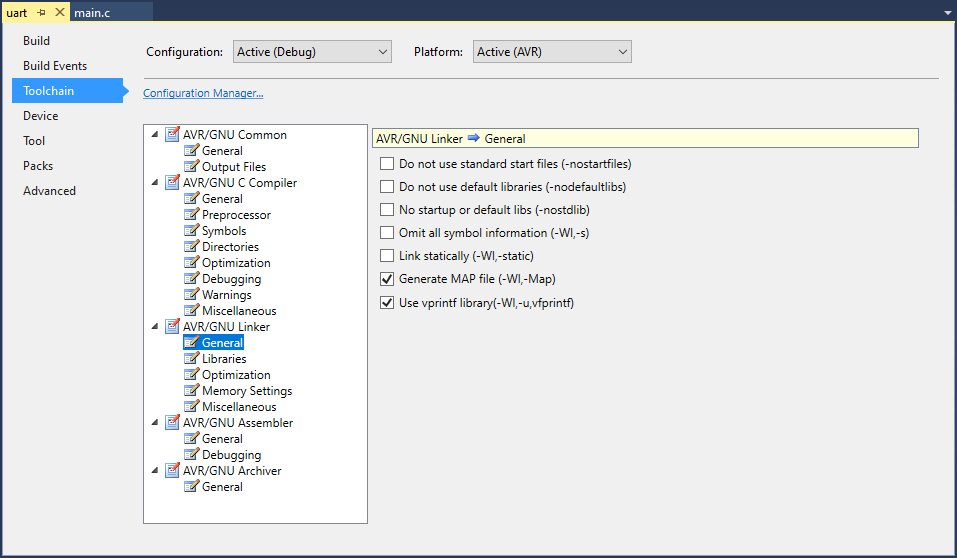 uart
main.c
Build
Build Events
Toolchain
Device
Tool
Packs
Advanced
Configuration: Active (Debug) Platform: Active (AVR)
Configuration Manager...
AVR/GNU Common
General
Output Files
AVR/GNU C Compiler
General
Preprocessor
Symbols
Directories
Optimization
Debugging
Warnings
Miscellaneous
AVR/GNU Linker
General
Libraries
Optimization
Memory Settings
Miscellaneous
AVR/GNU Assembler
General
Debugging
AVR/GNU Archiver
General
AVR/GNU Linker General
Do not use standard start files (-nostartfiles)
Do not use default libraries (-nodefaultlibs)
No startup or default libs (-nostdlib)
Omit all symbol information (-Wl,-s)
Link statically (-Wl,-static)
Generate MAP file (-Wl,-Map)
Use vprintf library(-Wl,-u,vfprintf)